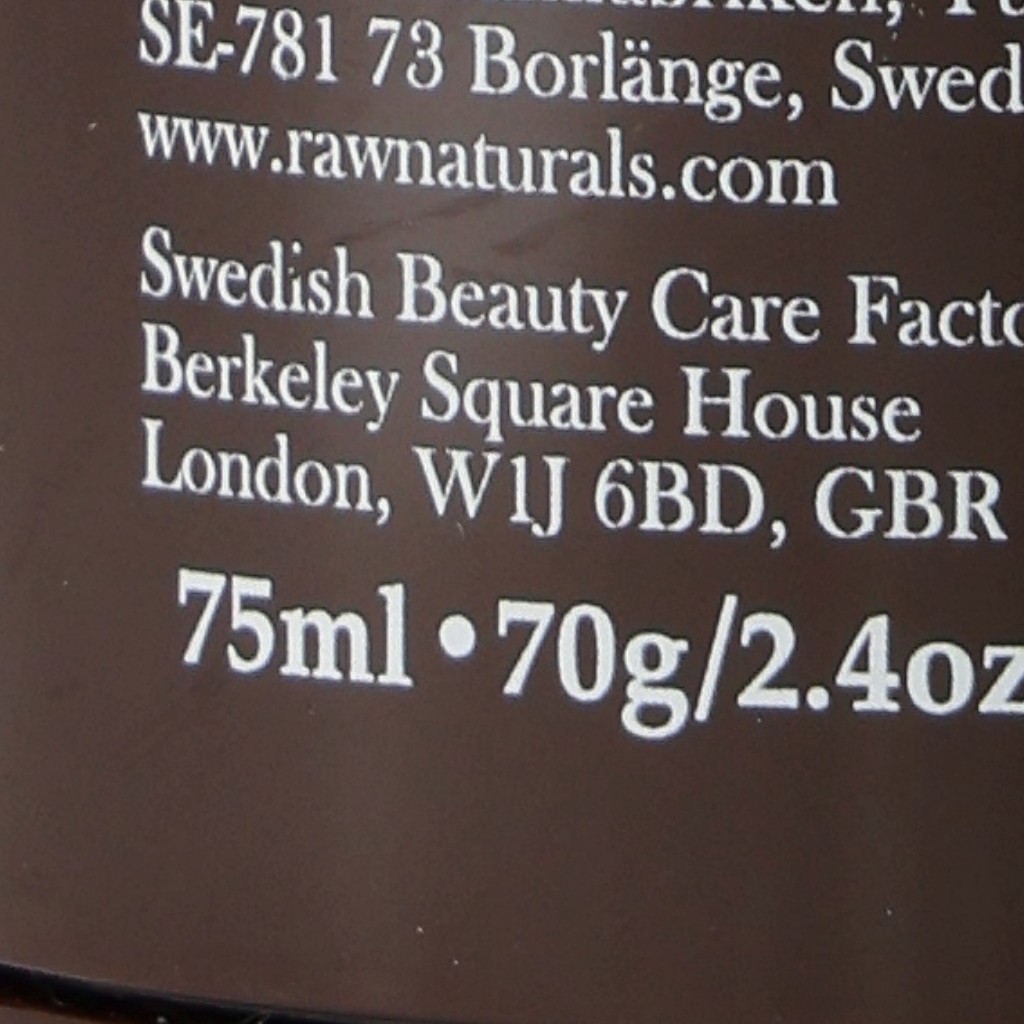 SE-781 73 Borlänge, Swed
www.rawnaturals.com
Swedish Beauty Care Facto
Berkeley Square House
London, W1J 6BD, GBR
75ml • 70g/2.4oz